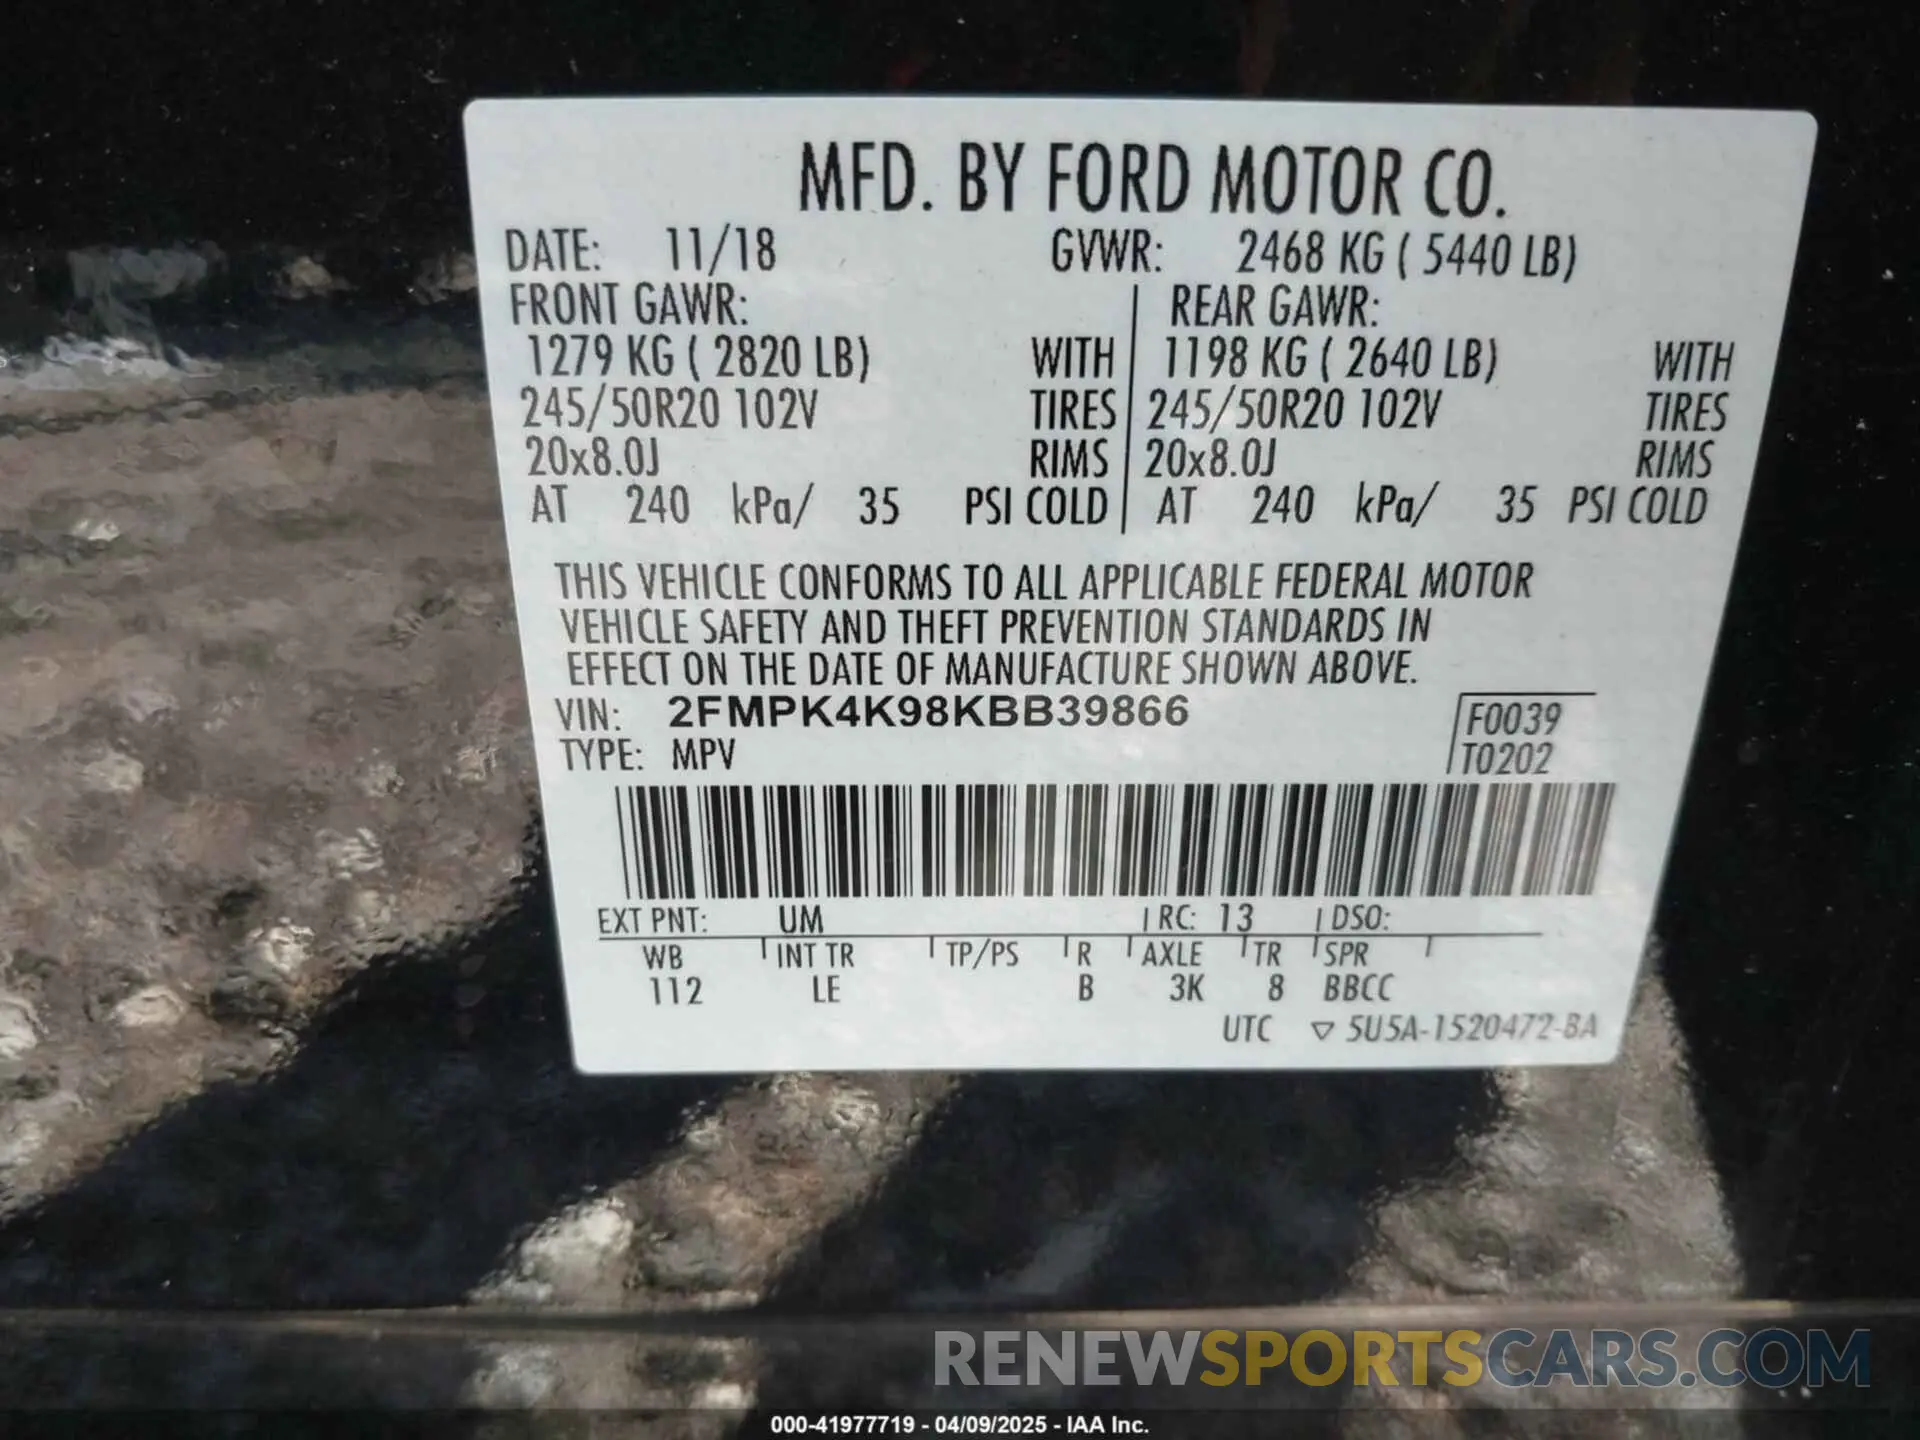 MFD. BY FORD MOTOR CO.
DATE: 11/18 GVWR: 2468 KG ( 5440 LB)
FRONT GAWR: REAR GAWR:
1279 KG ( 2820 LB) WITH 1198 KG ( 2640 LB) WITH
245/50R20 102V TIRES 245/50R20 102V TIRES
20x8.0J RIMS 20x8.0J RIMS
AT 240 kPa/ 35 PSI COLD AT 240 kPa/ 35 PSI COLD
THIS VEHICLE CONFORMS TO ALL APPLICABLE FEDERAL MOTOR
VEHICLE SAFETY AND THEFT PREVENTION STANDARDS IN
EFFECT ON THE DATE OF MANUFACTURE SHOWN ABOVE.
VIN: 2FMPK4K98KBB39866 F0039
TYPE: MPV T0202
EXT PNT: UM RC: 13 DSO:
WB INT TR TP/PS R AXLE TR SPR
112 LE B 3K 8 BBCC
UTC ▽ 5U5A-1520472-BA
RENEWSPORTSCARS.COM
000-41977719 - 04/09/2025 - IAA Inc.